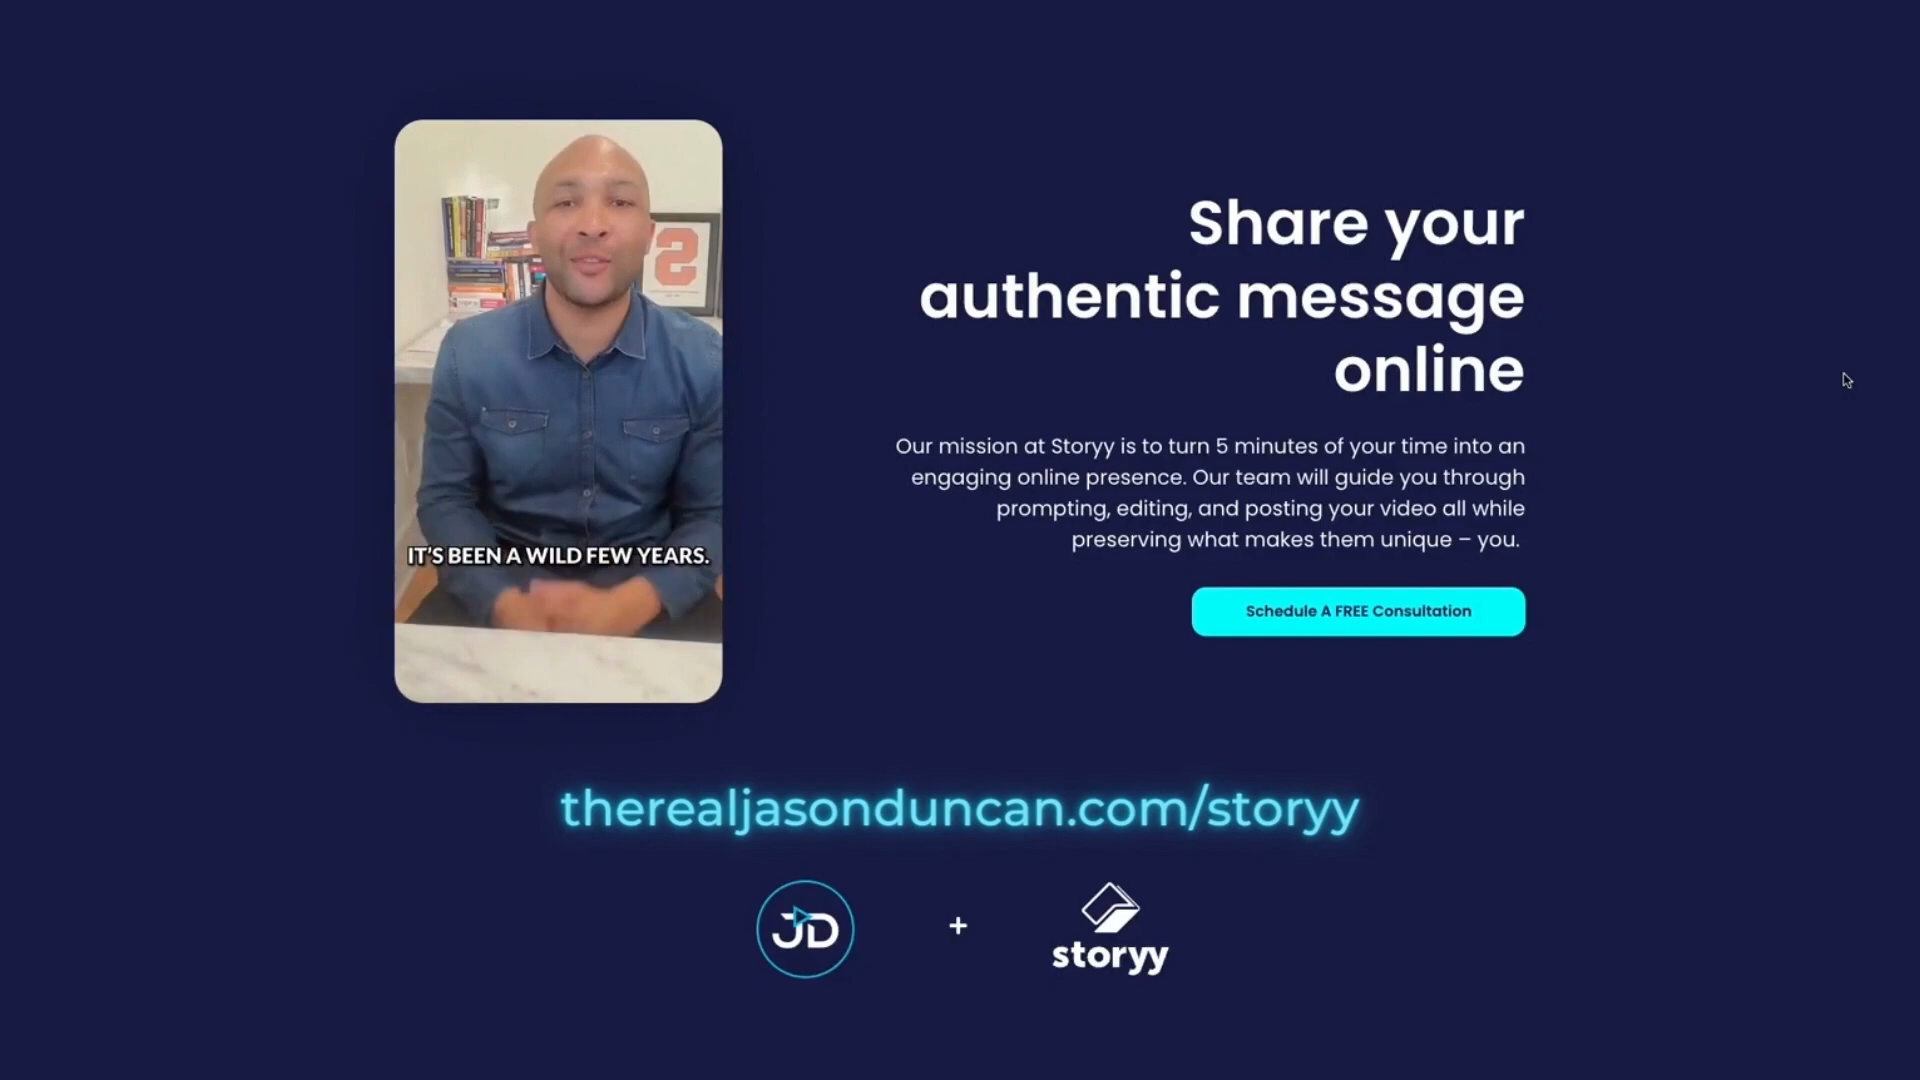 Share your
authentic message
online
Our mission at Storyy is to turn 5 minutes of your time into an
engaging online presence. Our team will guide you through
prompting, editing, and posting your video all while
preserving what makes them unique – you.
Schedule A FREE Consultation
S
IT'S BEEN A WILD FEW YEARS.
therealjasonduncan.com/storyy
JD
+
storyy